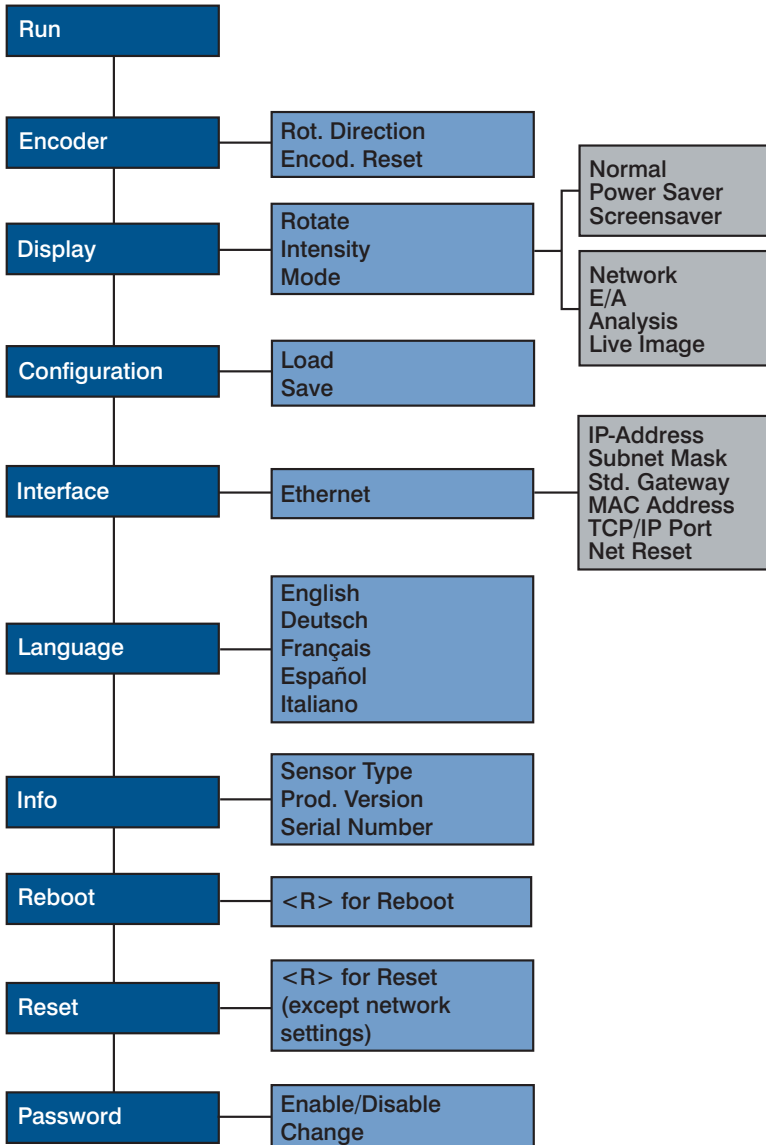 Run
Encoder
Rot. Direction
Encod. Reset
Display
Rotate
Intensity
Mode
Normal
Power Saver
Screensaver
Network
E/A
Analysis
Live Image
Configuration
Load
Save
Interface
Ethernet
IP-Address
Subnet Mask
Std. Gateway
MAC Address
TCP/IP Port
Net Reset
Language
English
Deutsch
Français
Español
Italiano
Info
Sensor Type
Prod. Version
Serial Number
Reboot
<R> for Reboot
Reset
<R> for Reset
(except network
settings)
Password
Enable/Disable
Change